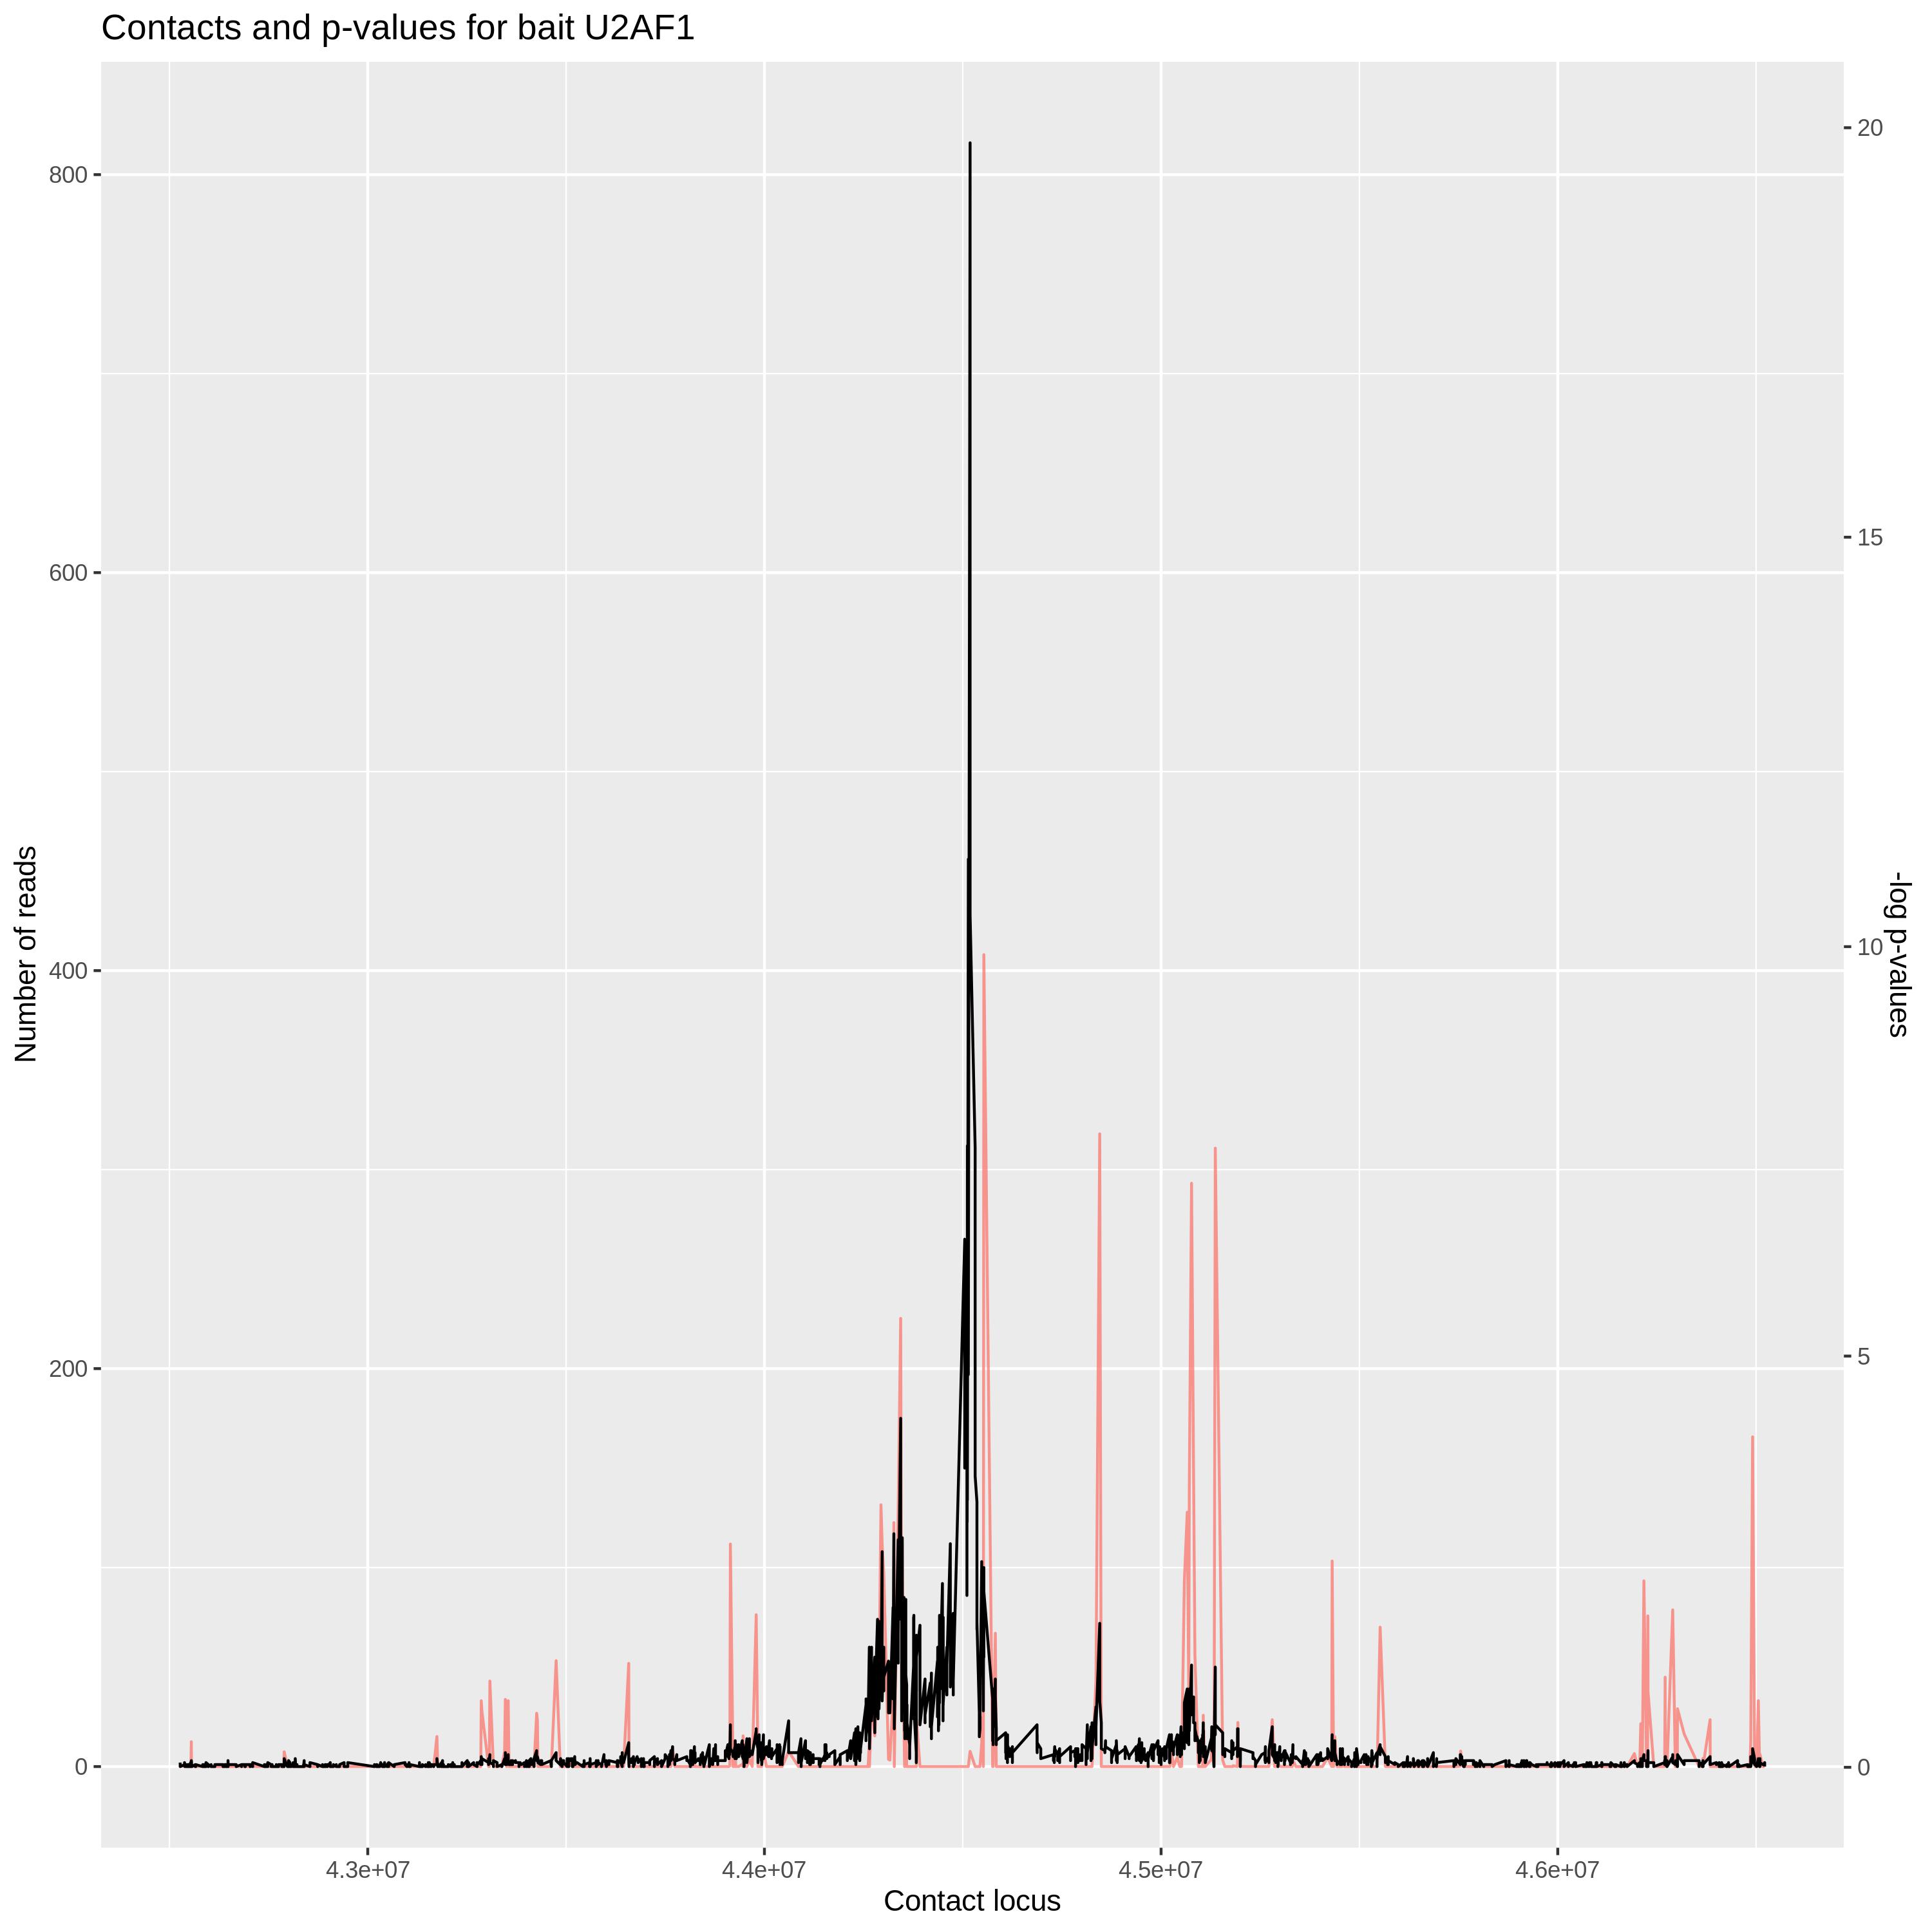 Contacts and p-values for bait U2AF1
Number of reads
800
600
400
200
0
20
15
10
5
0
-log p-values
4.3e+07
4.4e+07
4.5e+07
4.6e+07
Contact locus